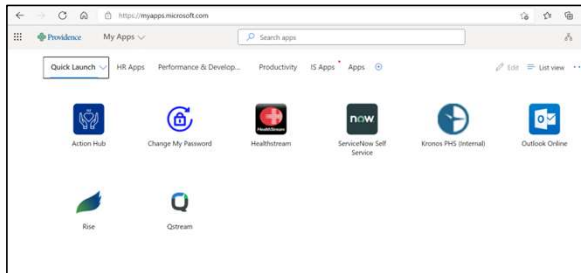 https://myapps.microsoft.com
Providence
My Apps
Search apps
Quick Launch
HR Apps
Performance & Develop...
Productivity
IS Apps
Apps
Edit
List view
HealthStream
now
Action Hub
Change My Password
Healthstream
ServiceNow Self
Service
Kronos PHS (Internal)
Outlook Online
Rise
Qstream